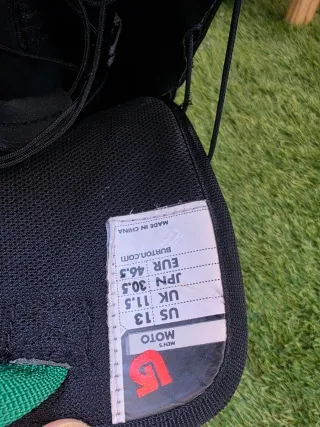 MEN'S
MOTO
US 13
UK 11.5
JPN 30.5
EUR 46.5
BURTON.COM
MADE IN CHINA